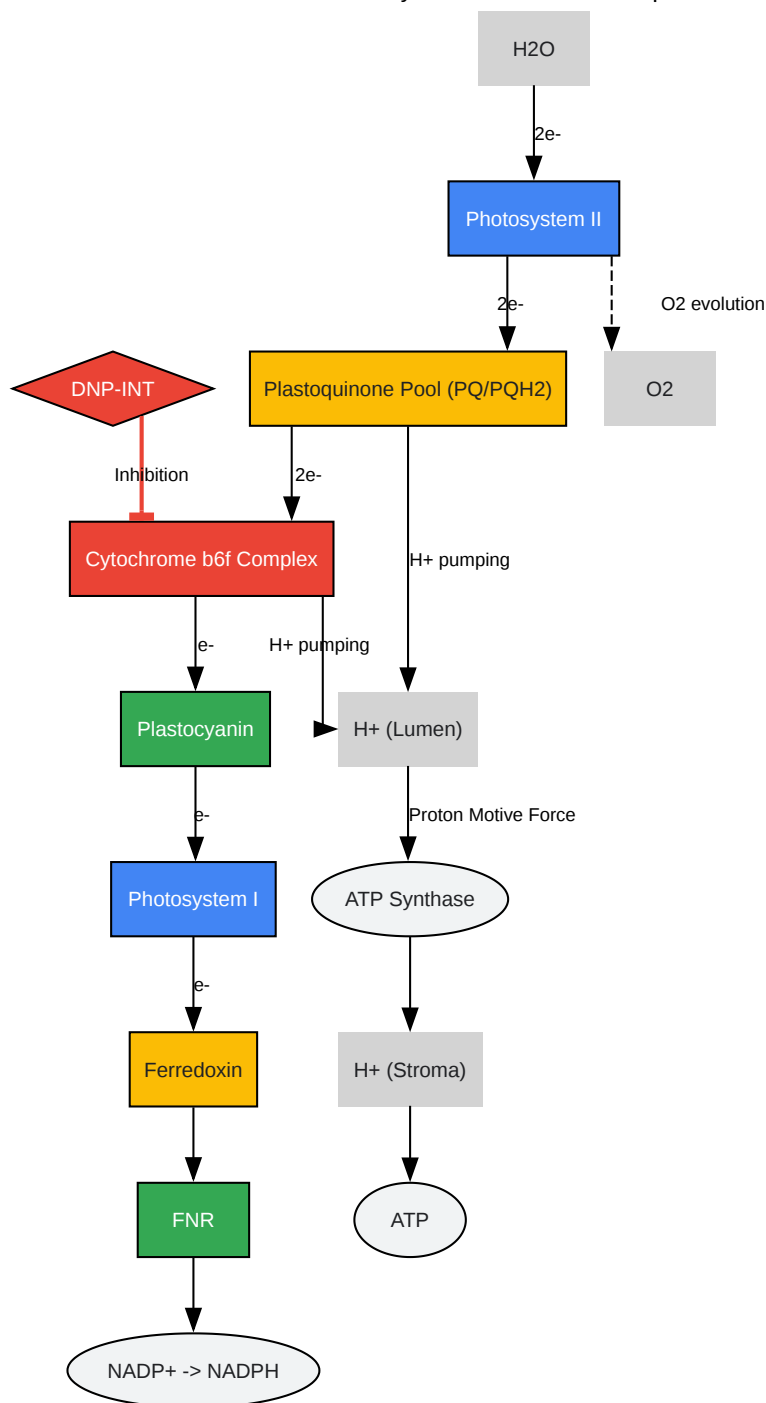 H2O
2e-
Photosystem II
2e-
O2 evolution
DNP-INT
Plastoquinone Pool (PQ/PQH2)
O2
Inhibition
2e-
Cytochrome b6f Complex
H+ pumping
e-
H+ pumping
Plastocyanin
H+ (Lumen)
e-
Proton Motive Force
Photosystem I
ATP Synthase
e-
Ferredoxin
H+ (Stroma)
FNR
ATP
NADP+ -> NADPH